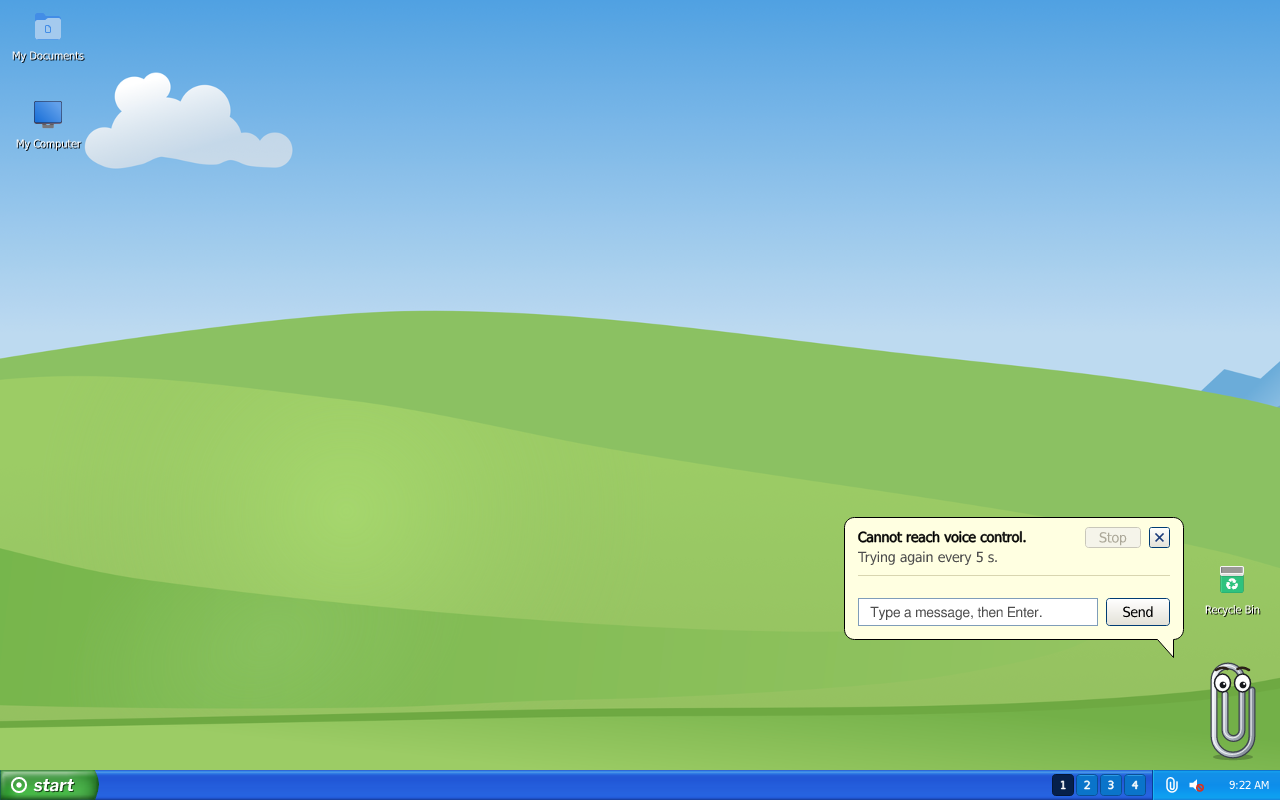 My Documents
My Computer
Cannot reach voice control.
Stop
Trying again every 5 s.
Type a message, then Enter.
Send
Recycle Bin
start
1
2
3
4
9:22 AM